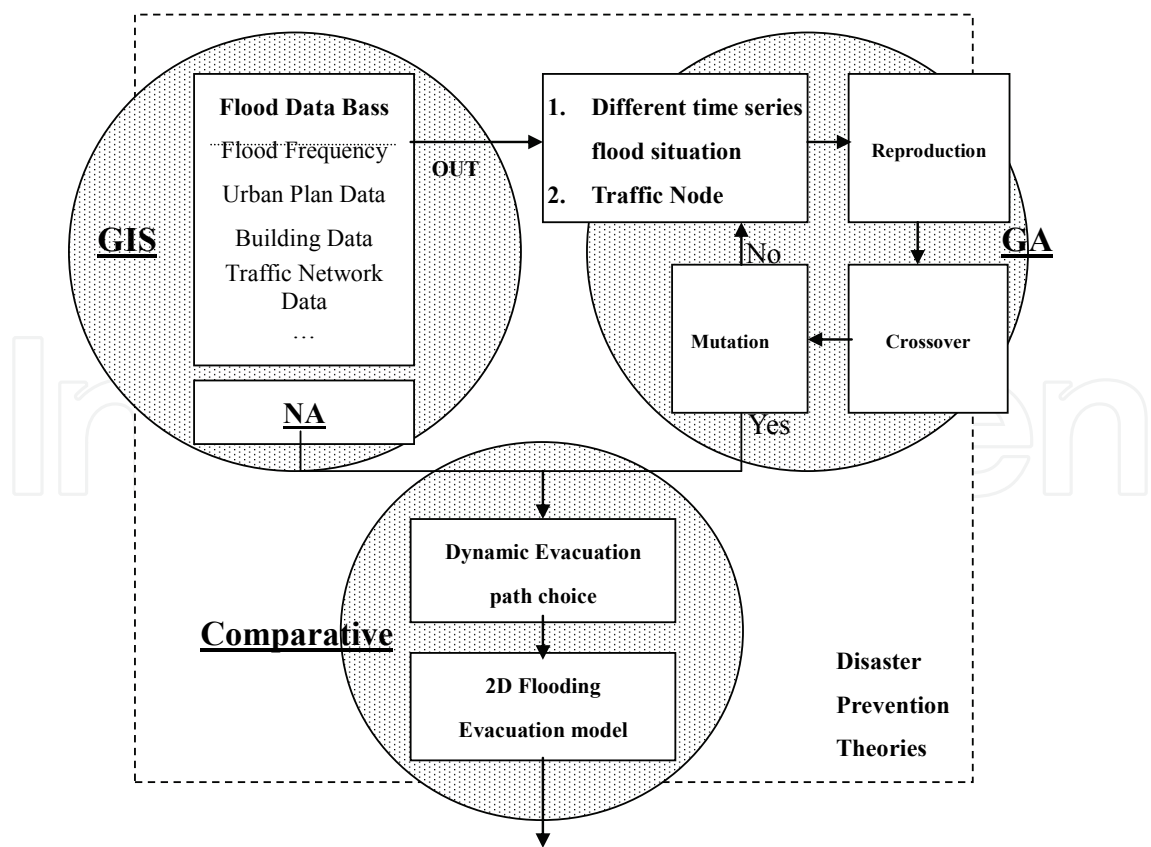 Flood Data Bass
Flood Frequency
Urban Plan Data
Building Data
Traffic Network
Data
…
GIS
NA
OUT
1. Different time series
flood situation
2. Traffic Node
Reproduction
GA
No
Mutation
Crossover
Yes
Dynamic Evacuation
path choice
Comparative
2D Flooding
Evacuation model
Disaster
Prevention
Theories